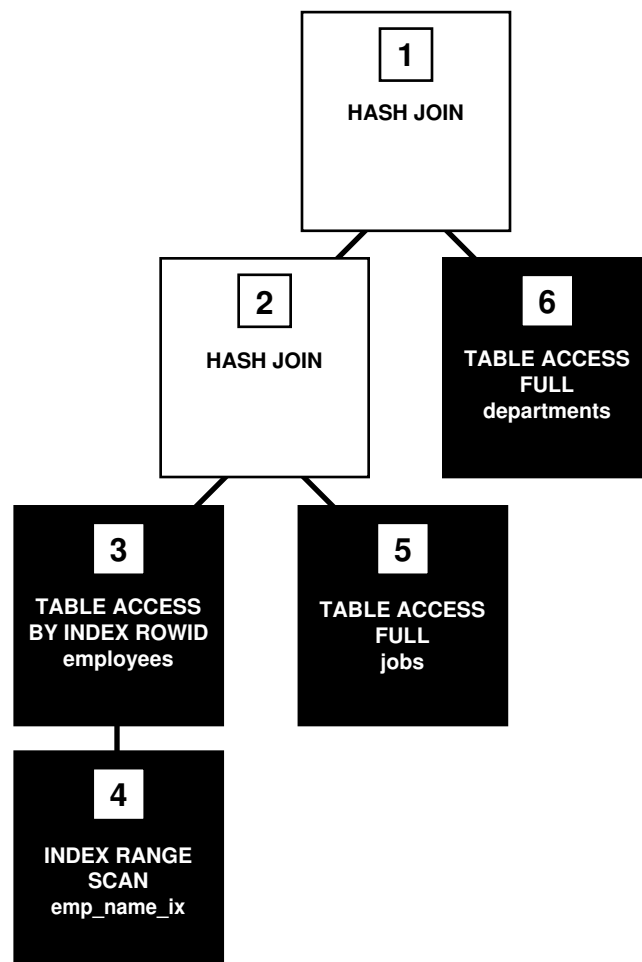 1
HASH JOIN
2
HASH JOIN
6
TABLE ACCESS
FULL
departments
3
TABLE ACCESS
BY INDEX ROWID
employees
5
TABLE ACCESS
FULL
jobs
4
INDEX RANGE
SCAN
emp_name_ix